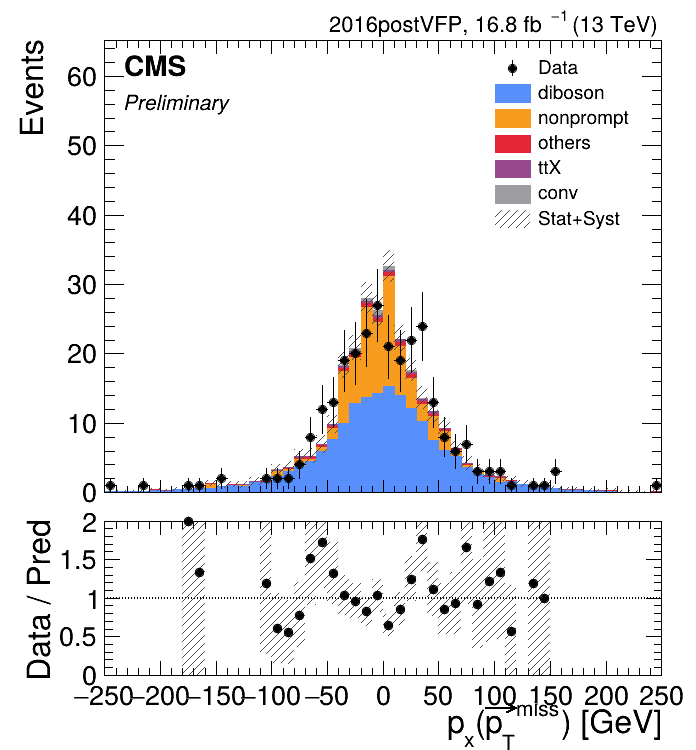 2016postVFP, 16.8 fb⁻¹ (13 TeV)
Events
CMS
Preliminary
Data
diboson
nonprompt
others
ttX
conv
Stat+Syst
60
50
40
30
20
10
0
Data / Pred
2
1.5
1
0.5
0
−250 −200 −150 −100 −50 0 50 100 150 200 250
pₓ(p⃗_T^miss) [GeV]